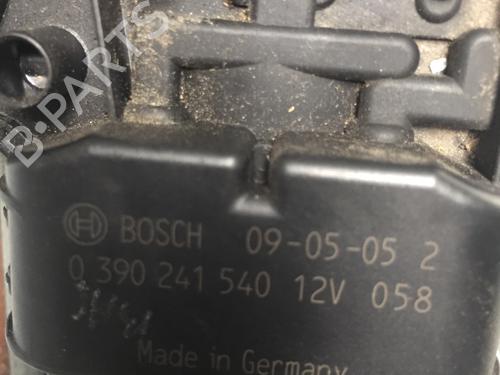 B-PARTS
BOSCH 09-05-05 2
0 390 241 540 12V 058
Made in Germany